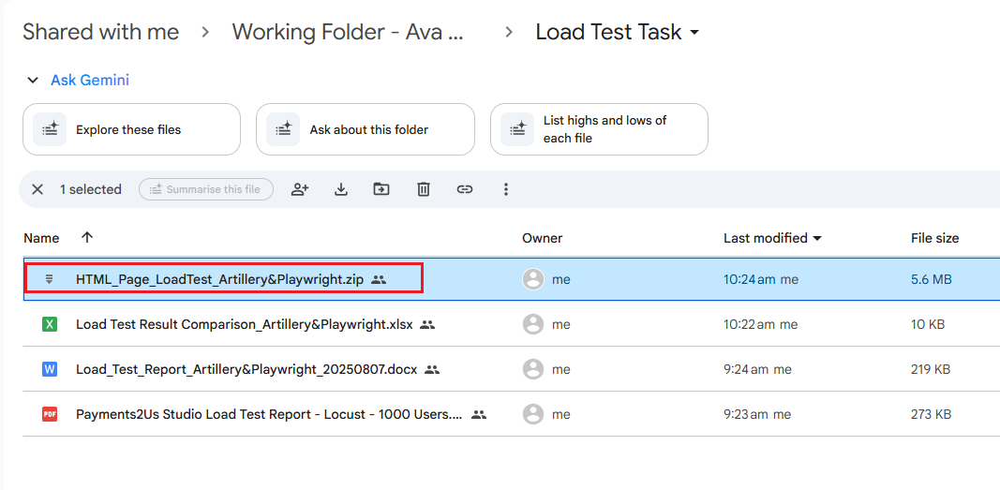 Shared with me > Working Folder - Ava ... > Load Test Task
Ask Gemini
Explore these files
Ask about this folder
List highs and lows of
each file
1 selected Summarise this file
Name Owner Last modified File size
HTML_Page_LoadTest_Artillery&Playwright.zip me 10:24 am me 5.6 MB
X Load Test Result Comparison_Artillery&Playwright.xlsx me 10:22 am me 10 KB
W Load_Test_Report_Artillery&Playwright_20250807.docx me 9:24 am me 219 KB
PDF Payments2Us Studio Load Test Report - Locust - 1000 Users.... me 9:23 am me 273 KB